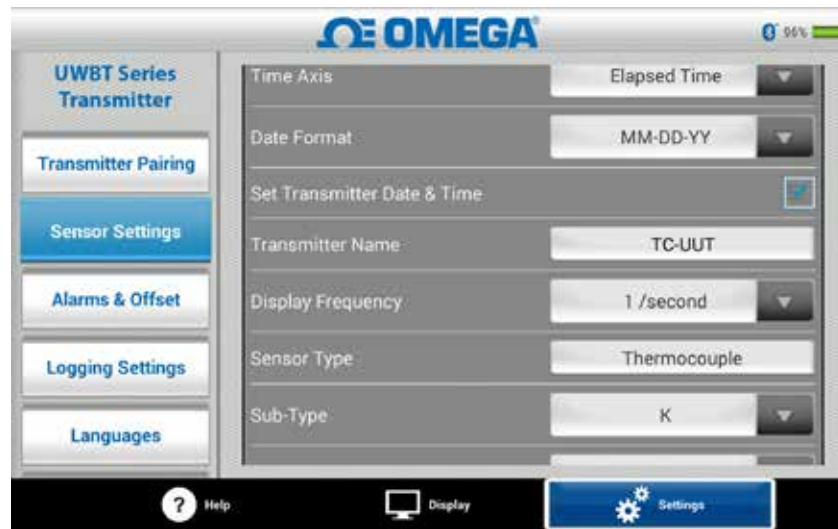 OMEGA
96%
UWBT Series
Transmitter
Transmitter Pairing
Sensor Settings
Alarms & Offset
Logging Settings
Languages
Time Axis
Elapsed Time
Date Format
MM-DD-YY
Set Transmitter Date & Time
Transmitter Name
TC-UUT
Display Frequency
1 /second
Sensor Type
Thermocouple
Sub-Type
K
? Help
Display
Settings